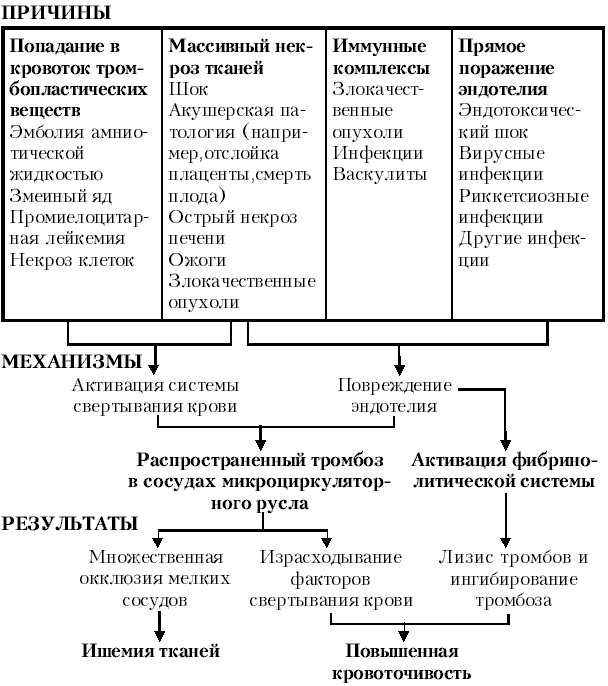 ПРИЧИНЫ
Попадание в
кровоток тром-
бопластических
веществ
Эмболия амнио-
тической
жидкостью
Змеиный яд
Промиелоцитар-
ная лейкемия
Некроз клеток
Массивный нек-
роз тканей
Шок
Акушерская па-
тология (напри-
мер,отслойка
плаценты,смерть
плода)
Острый некроз
печени
Ожоги
Злокачественные
опухоли
Иммунные
комплексы
Злокачест-
венные
опухоли
Инфекции
Васкулиты
Прямое
поражение
эндотелия
Эндотоксичес-
кий шок
Вирусные
инфекции
Риккетсиозные
инфекции
Другие инфек-
ции
МЕХАНИЗМЫ
Активация системы
свертывания крови
Повреждение
эндотелия
Распространенный тромбоз
в сосудах микроциркулятор-
ного русла
Активация фибрино-
литической системы
РЕЗУЛЬТАТЫ
Множественная
окклюзия мелких
сосудов
Израсходывание
факторов
свертывания крови
Лизис тромбов и
ингибирование
тромбоза
Ишемия тканей
Повышенная
кровоточивость